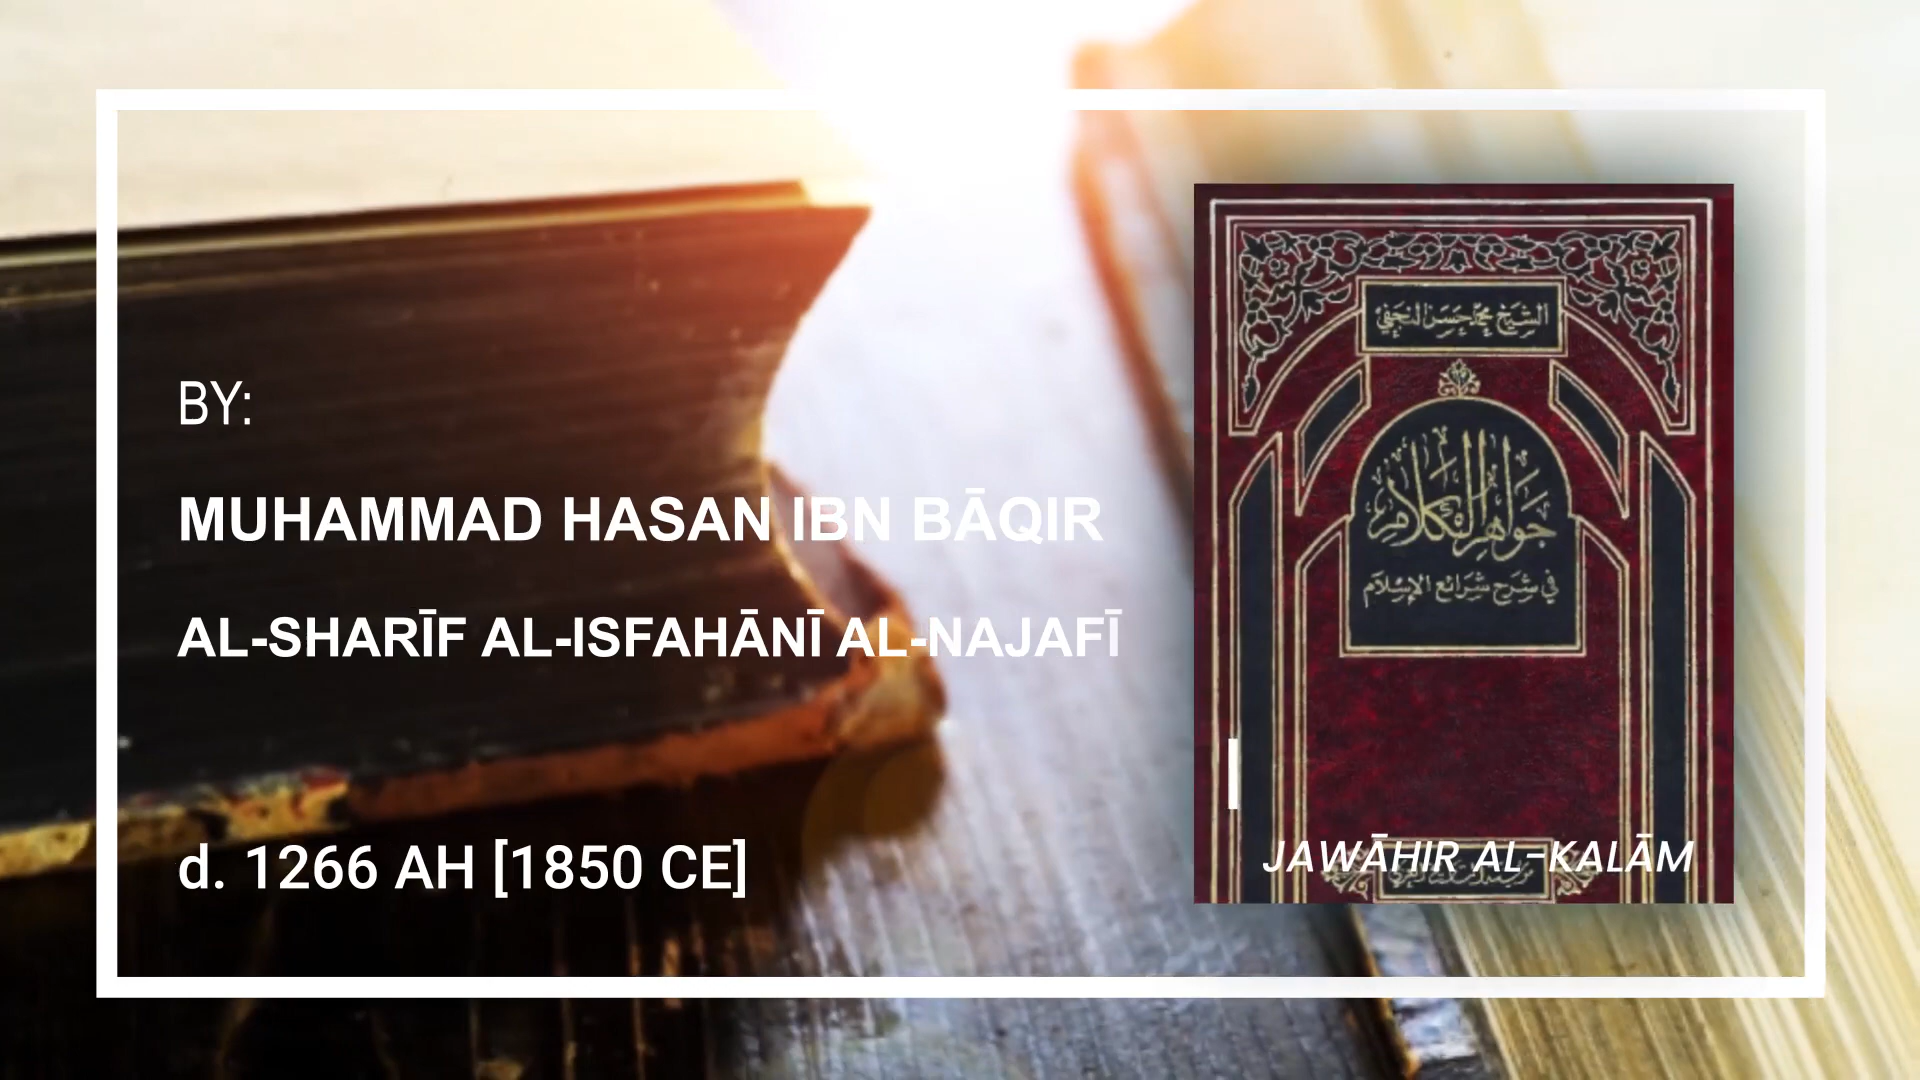 BY:
MUHAMMAD HASAN IBN BĀQIR
AL-SHARĪF AL-ISFAHĀNĪ AL-NAJAFĪ
d. 1266 AH [1850 CE]
الشيخ محمد حسن النجفي
جواهر الكلام
في شرح شرائع الإسلام
JAWĀHIR AL-KALĀM